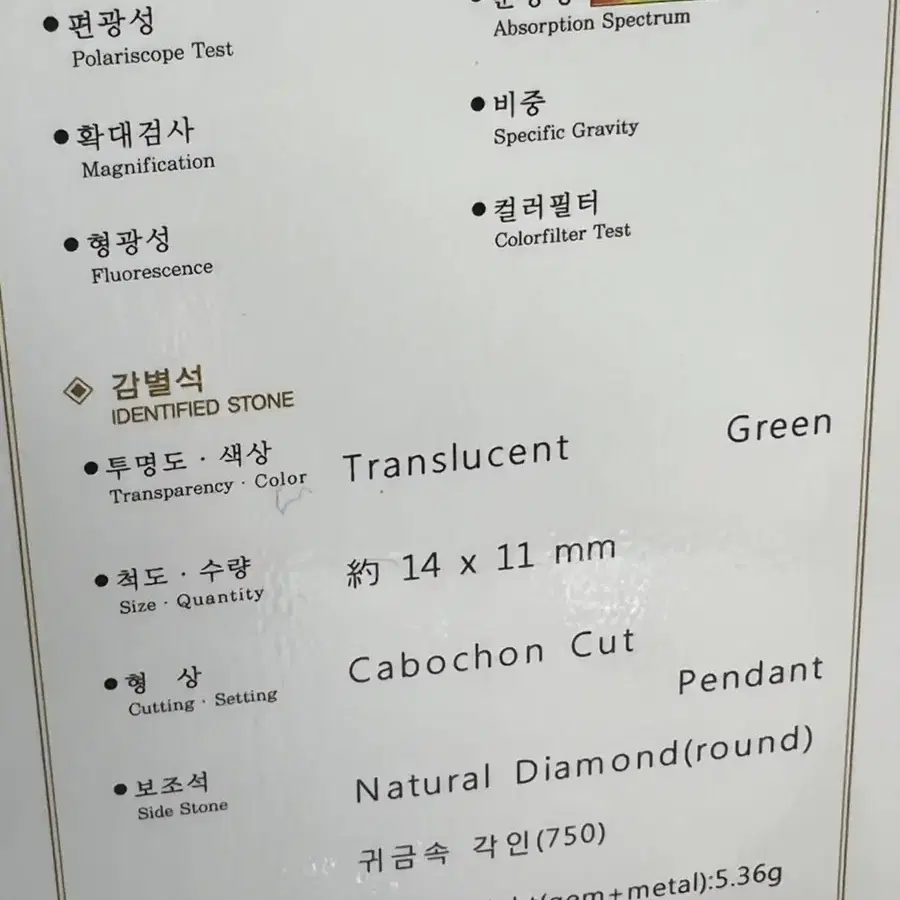 편광성
Polariscope Test
확대검사
Magnification
형광성
Fluorescence
Absorption Spectrum
비중
Specific Gravity
컬러필터
Colorfilter Test
감별석
IDENTIFIED STONE
투명도 · 색상 Translucent Green
Transparency · Color
척도 · 수량 約 14 x 11 mm
Size · Quantity
형 상 Cabochon Cut
Cutting · Setting Pendant
보조석 Natural Diamond(round)
Side Stone
귀금속 각인(750)
(gem+metal):5.36g